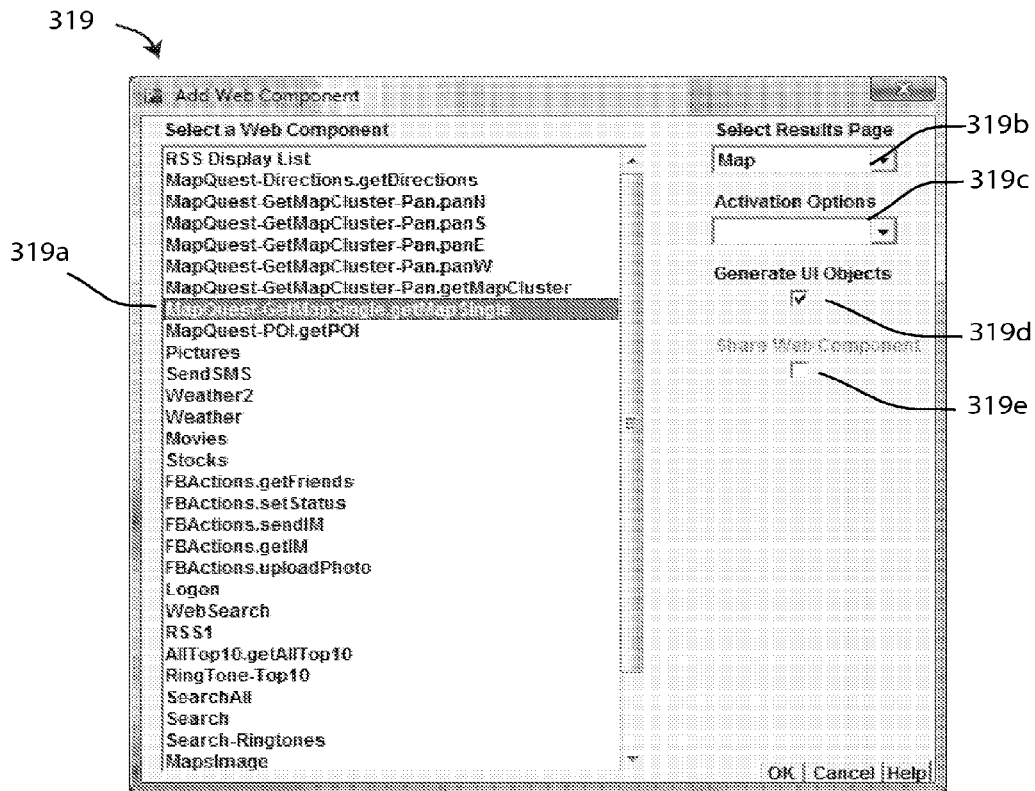 319
Add Web Component
Select a Web Component
RSS Display List
MapQuest-Directions.getDirections
MapQuest-GetMapCluster-Pan.panN
MapQuest-GetMapCluster-Pan.panS
MapQuest-GetMapCluster-Pan.panE
MapQuest-GetMapCluster-Pan.panW
MapQuest-GetMapCluster-Pan.getMapCluster
MapQuest-GetMapSingle.getMapSingle
MapQuest-POI.getPOI
Pictures
SendSMS
Weather2
Weather
Movies
Stocks
FBActions.getFriends
FBActions.setStatus
FBActions.sendIM
FBActions.getIM
FBActions.uploadPhoto
Logon
WebSearch
RSS1
AllTop10.getAllTop10
RingTone-Top10
SearchAll
Search
Search-Ringtones
MapsImage
319a
Select Results Page
Map
319b
Activation Options
319c
Generate UI Objects
319d
Share Web Component
319e
OK Cancel Help